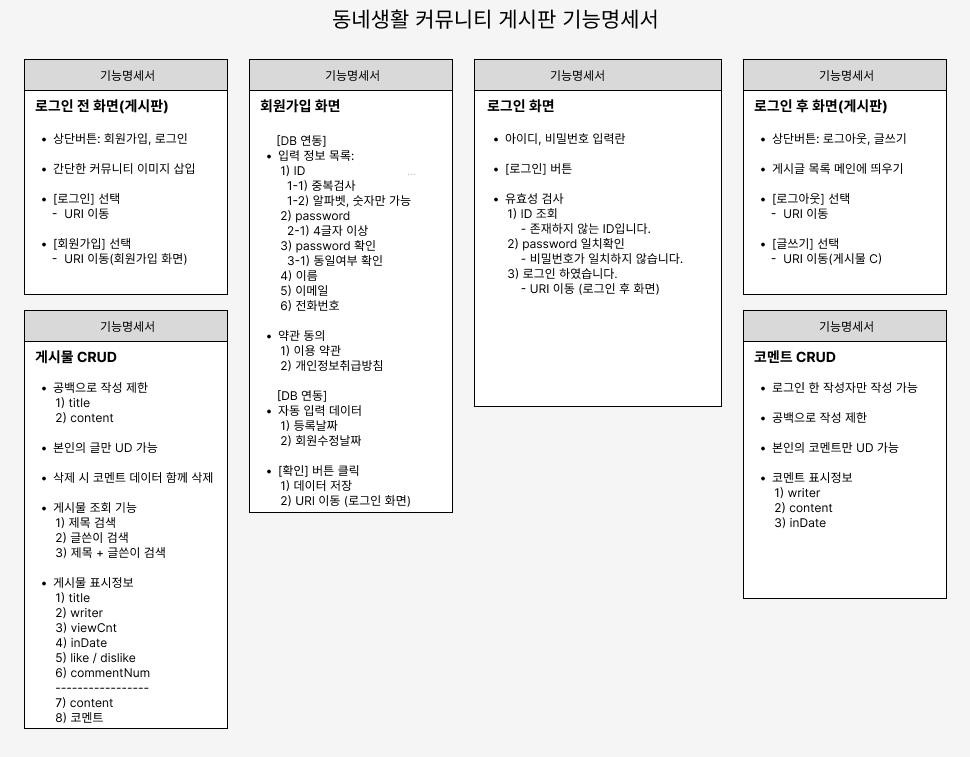 동네생활 커뮤니티 게시판 기능명세서
기능명세서
로그인 전 화면(게시판)
• 상단버튼: 회원가입, 로그인
• 간단한 커뮤니티 이미지 삽입
• [로그인] 선택
- URI 이동
• [회원가입] 선택
- URI 이동(회원가입 화면)
기능명세서
회원가입 화면
[DB 연동]
• 입력 정보 목록:
1) ID
...
1-1) 중복검사
1-2) 알파벳, 숫자만 가능
2) password
2-1) 4글자 이상
3) password 확인
3-1) 동일여부 확인
4) 이름
5) 이메일
6) 전화번호
• 약관 동의
1) 이용 약관
2) 개인정보취급방침
[DB 연동]
• 자동 입력 데이터
1) 등록날짜
2) 회원수정날짜
• [확인] 버튼 클릭
1) 데이터 저장
2) URI 이동 (로그인 화면)
기능명세서
로그인 화면
• 아이디, 비밀번호 입력란
• [로그인] 버튼
• 유효성 검사
1) ID 조회
- 존재하지 않는 ID입니다.
2) password 일치확인
- 비밀번호가 일치하지 않습니다.
3) 로그인 하였습니다.
- URI 이동 (로그인 후 화면)
기능명세서
로그인 후 화면(게시판)
• 상단버튼: 로그아웃, 글쓰기
• 게시글 목록 메인에 띄우기
• [로그아웃] 선택
- URI 이동
• [글쓰기] 선택
- URI 이동(게시물 C)
기능명세서
게시물 CRUD
• 공백으로 작성 제한
1) title
2) content
• 본인의 글만 UD 가능
• 삭제 시 코멘트 데이터 함께 삭제
• 게시물 조회 기능
1) 제목 검색
2) 글쓴이 검색
3) 제목 + 글쓴이 검색
• 게시물 표시정보
1) title
2) writer
3) viewCnt
4) inDate
5) like / dislike
6) commentNum
-----------------
7) content
8) 코멘트
기능명세서
코멘트 CRUD
• 로그인 한 작성자만 작성 가능
• 공백으로 작성 제한
• 본인의 코멘트만 UD 가능
• 코멘트 표시정보
1) writer
2) content
3) inDate